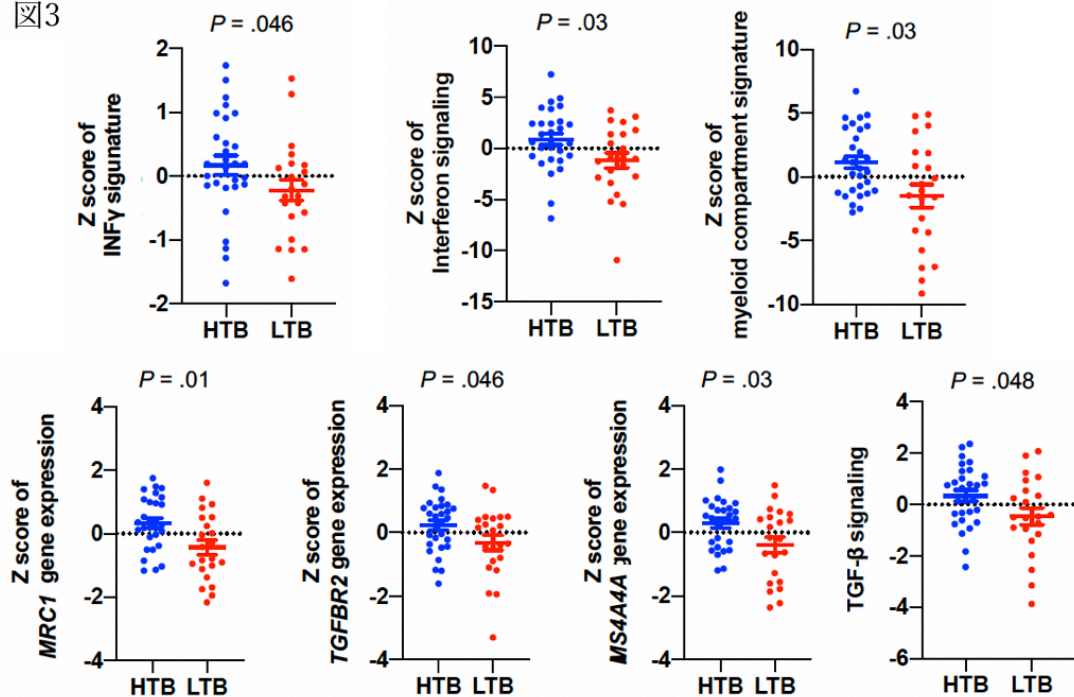 図3
P = .046
Z score of
INFγ sigunature
2
1
0
-1
-2
HTB
LTB
P = .03
Z score of
Interferon signaling
10
5
0
-5
-10
-15
HTB
LTB
P = .03
Z score of
myeloid compartment signature
10
5
0
-5
-10
HTB
LTB
P = .01
Z score of
MRC1 gene expression
4
2
0
-2
-4
HTB
LTB
P = .046
Z score of
TGFBR2 gene expression
4
2
0
-2
-4
HTB
LTB
P = .03
Z score of
MS4A4A gene expression
4
2
0
-2
-4
HTB
LTB
P = .048
TGF-β signaling
4
2
0
-2
-4
-6
HTB
LTB